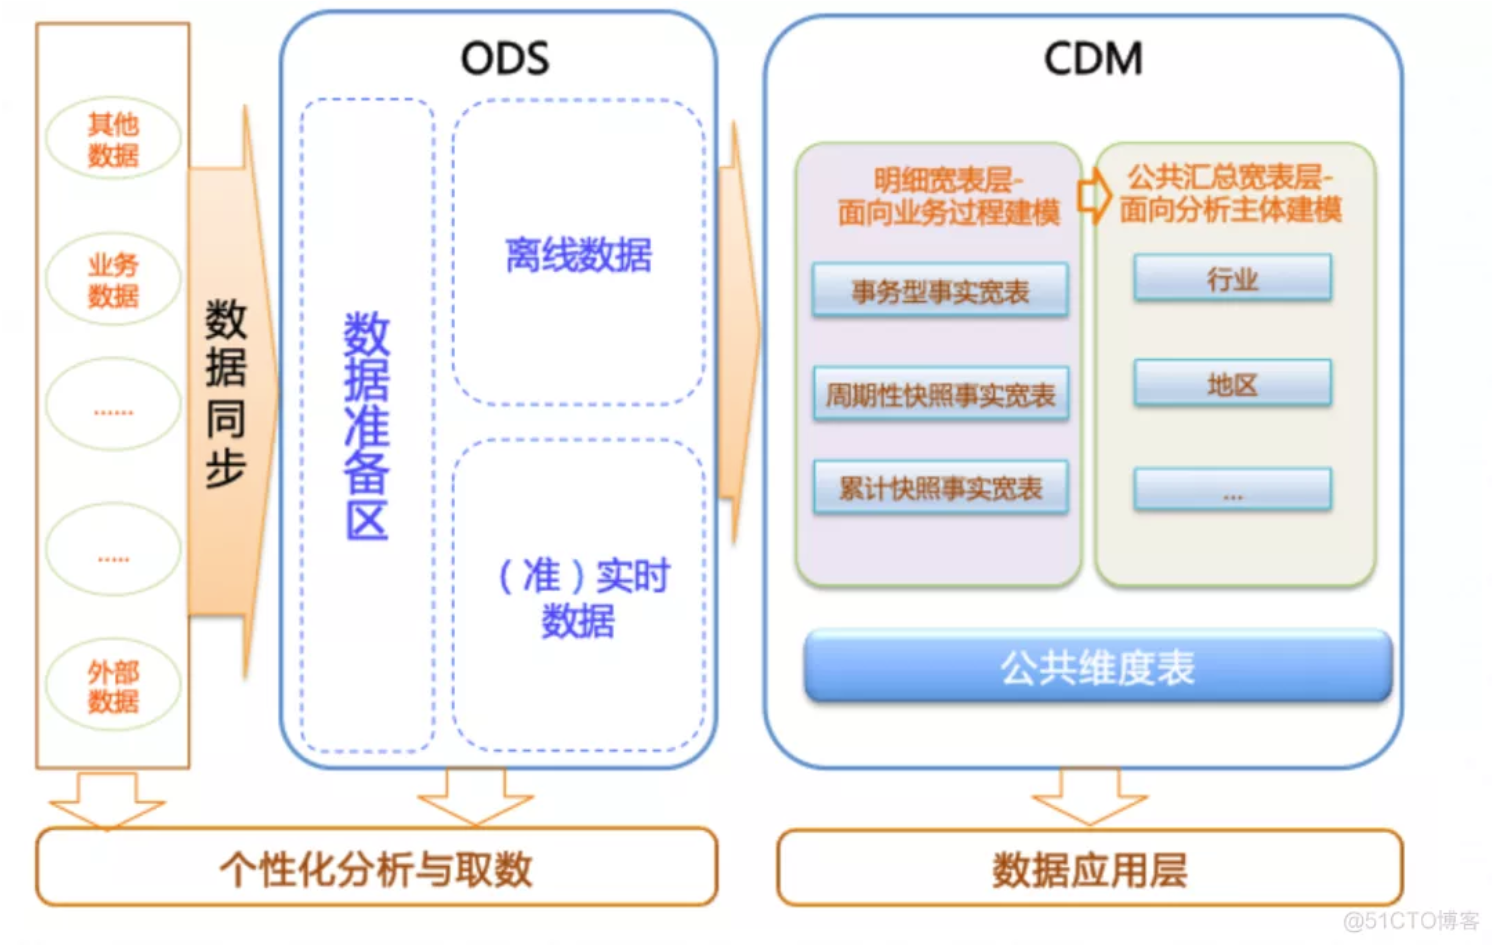 其他
数据
业务
数据
......
.....
外部
数据
数
据
同
步
ODS
数
据
准
备
区
离线数据
（准）实时
数据
CDM
明细宽表层-
面向业务过程建模
事务型事实宽表
周期性快照事实宽表
累计快照事实宽表
公共汇总宽表层-
面向分析主体建模
行业
地区
...
公共维度表
个性化分析与取数
数据应用层
@51CTO博客